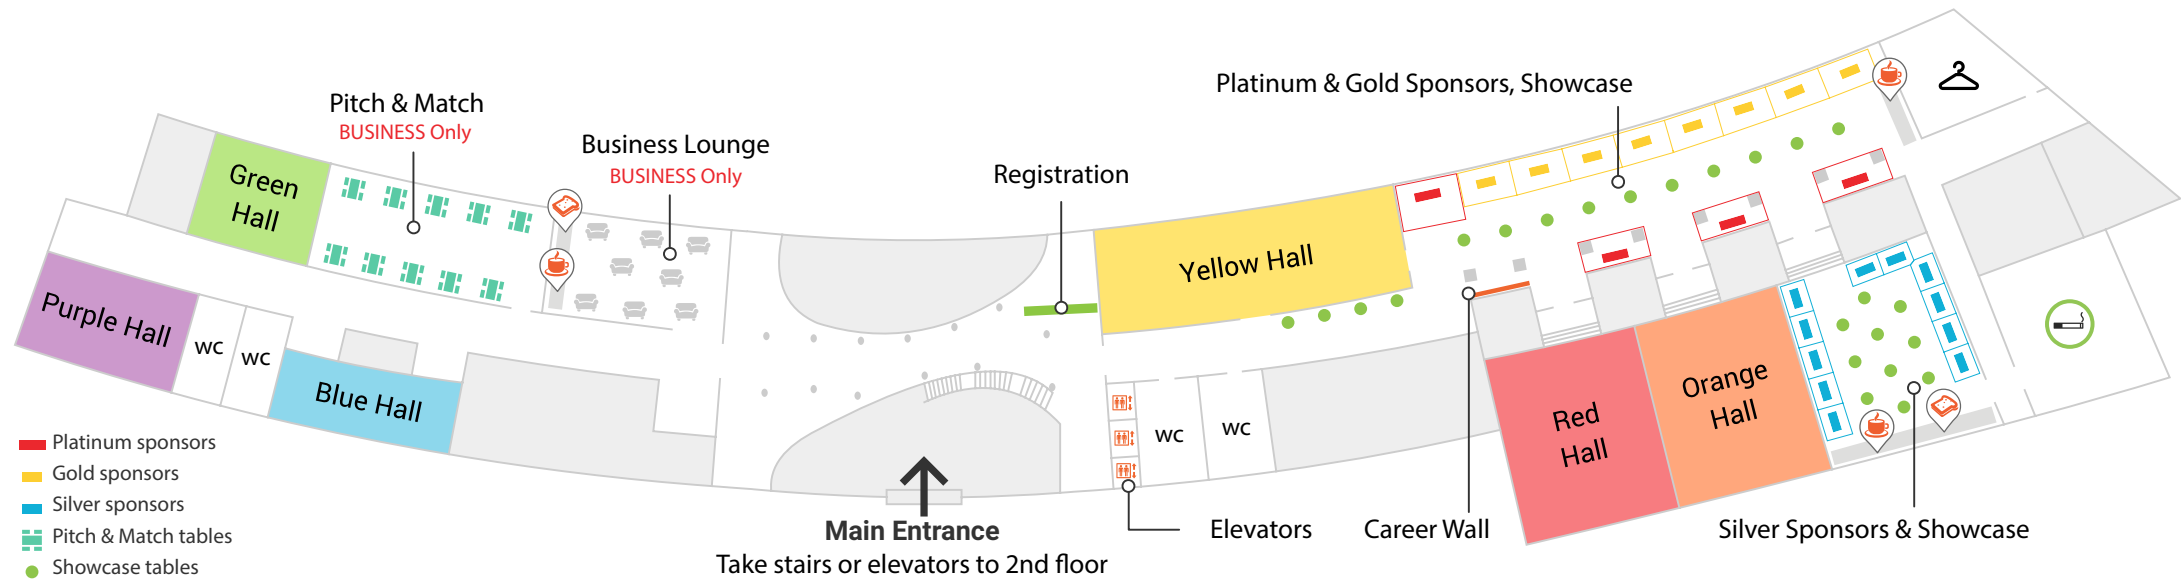 Platinum & Gold Sponsors, Showcase
Pitch & Match
BUSINESS Only
Business Lounge
BUSINESS Only
Registration
Green
Hall
Yellow Hall
Purple Hall
WC
WC
Blue Hall
Orange
Hall
Red
Hall
WC
WC
Platinum sponsors
Gold sponsors
Silver sponsors
Pitch & Match tables
Showcase tables
Main Entrance
Take stairs or elevators to 2nd floor
Elevators
Career Wall
Silver Sponsors & Showcase